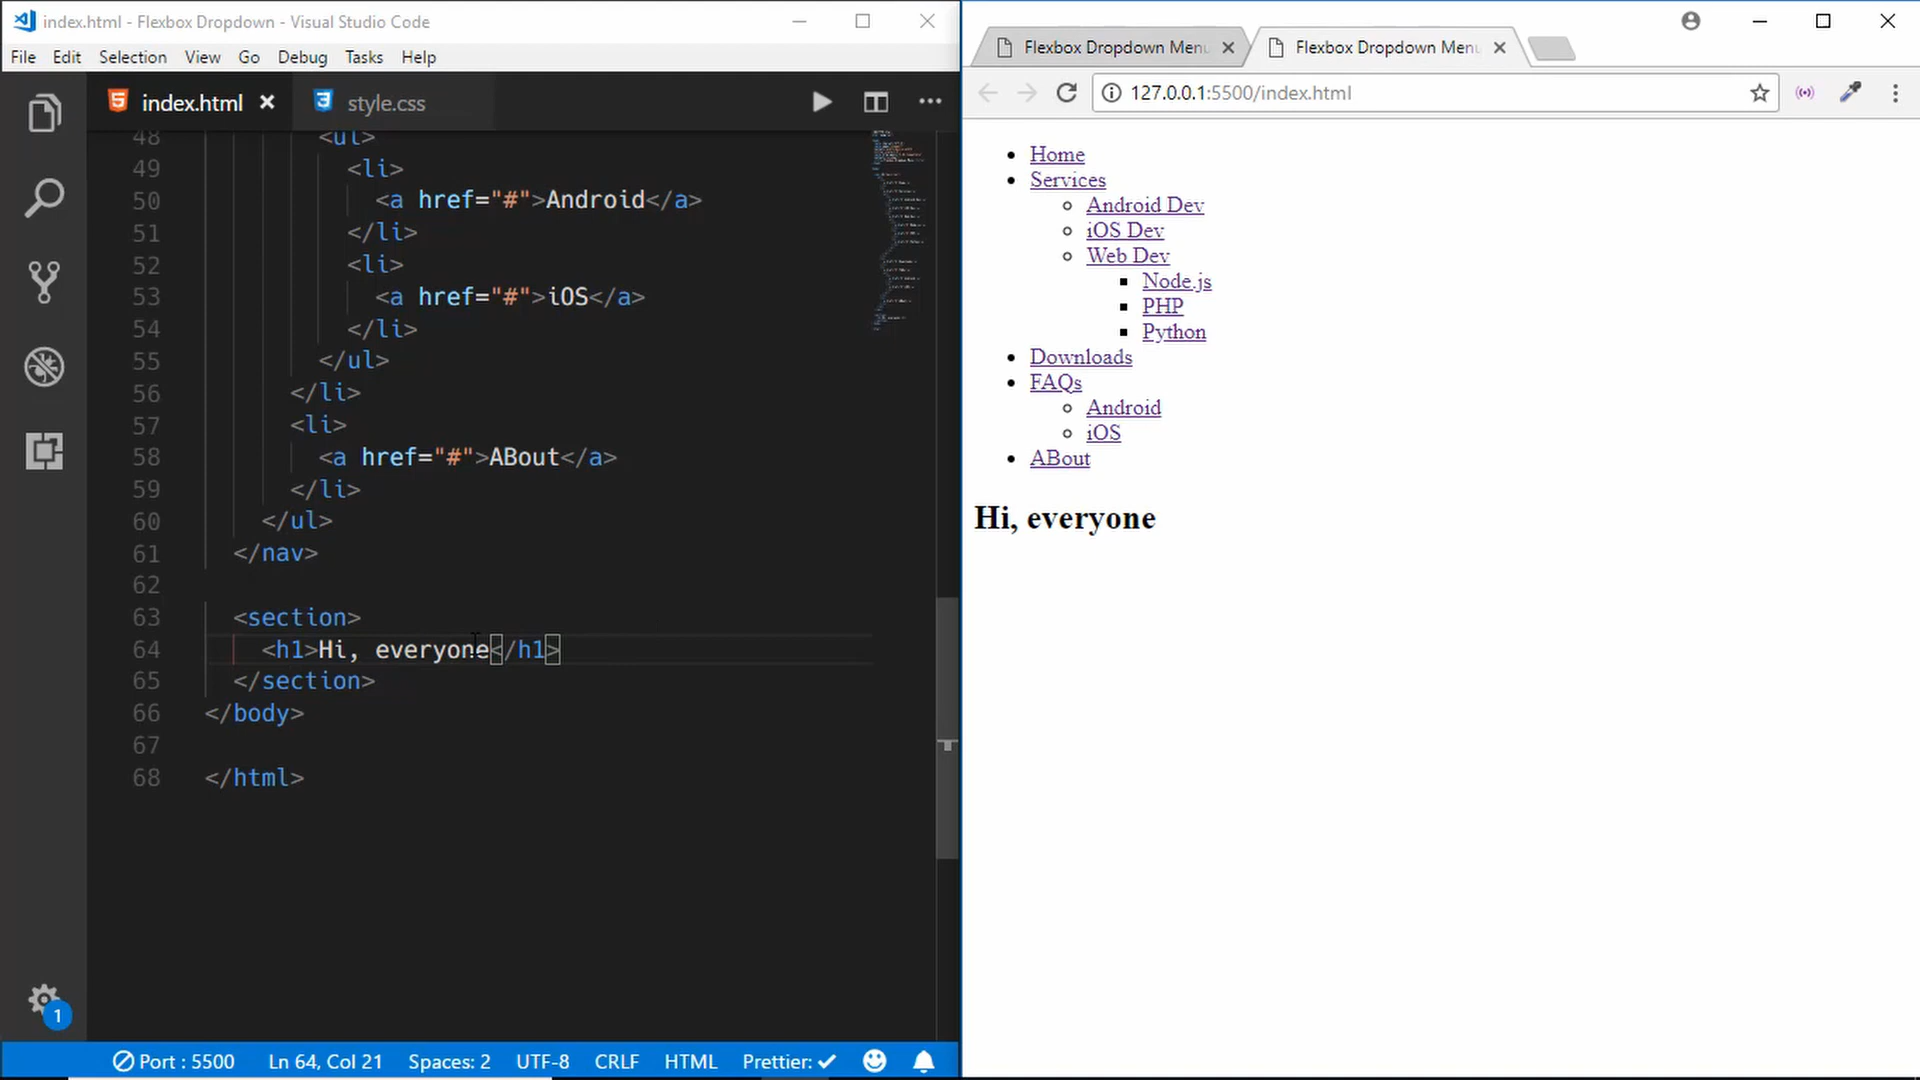 index.html - Flexbox Dropdown - Visual Studio Code
File Edit Selection View Go Debug Tasks Help
index.html
style.css
48 <ul>
49 <li>
50 <a href="#">Android</a>
51 </li>
52 <li>
53 <a href="#">iOS</a>
54 </li>
55 </ul>
56 </li>
57 <li>
58 <a href="#">ABout</a>
59 </li>
60 </ul>
61 </nav>
62
63 <section>
64 <h1>Hi, everyone</h1>
65 </section>
66 </body>
67
68 </html>
1
Port : 5500 Ln 64, Col 21 Spaces: 2 UTF-8 CRLF HTML Prettier: ✓
Flexbox Dropdown Menu
Flexbox Dropdown Menu
127.0.0.1:5500/index.html
Home
Services
Android Dev
iOS Dev
Web Dev
Node.js
PHP
Python
Downloads
FAQs
Android
iOS
ABout
Hi, everyone